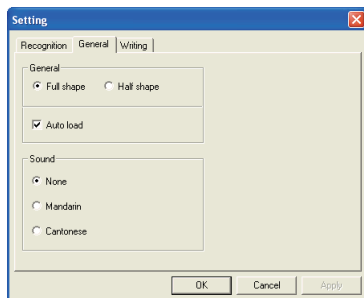 Setting
Recognition General Writing
General
Full shape Half shape
Auto load
Sound
None
Mandarin
Cantonese
OK Cancel Apply